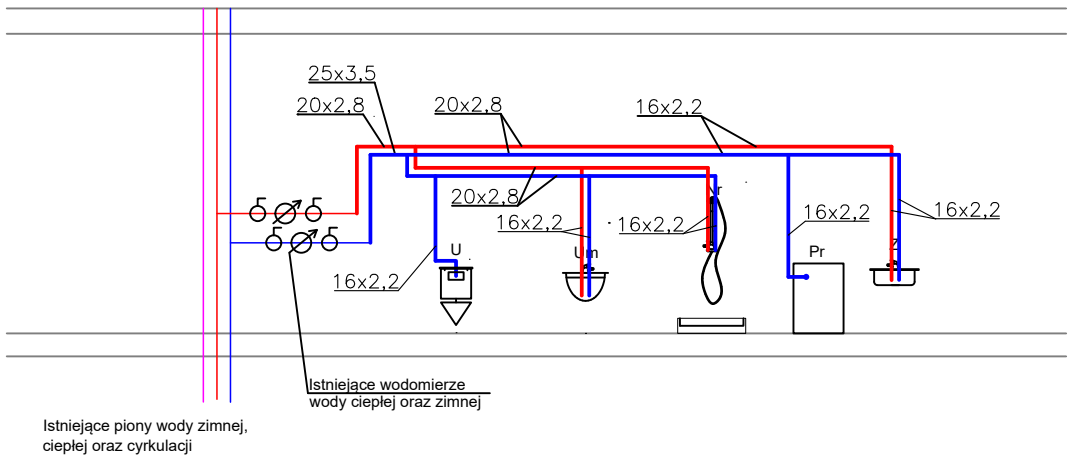 25x3,5
20x2,8
20x2,8
16x2,2
20x2,8
16x2,2
16x2,2
16x2,2
16x2,2
16x2,2
U
Um
Pr
Z
Istniejące wodomierze
wody ciepłej oraz zimnej
Istniejące piony wody zimnej,
ciepłej oraz cyrkulacji